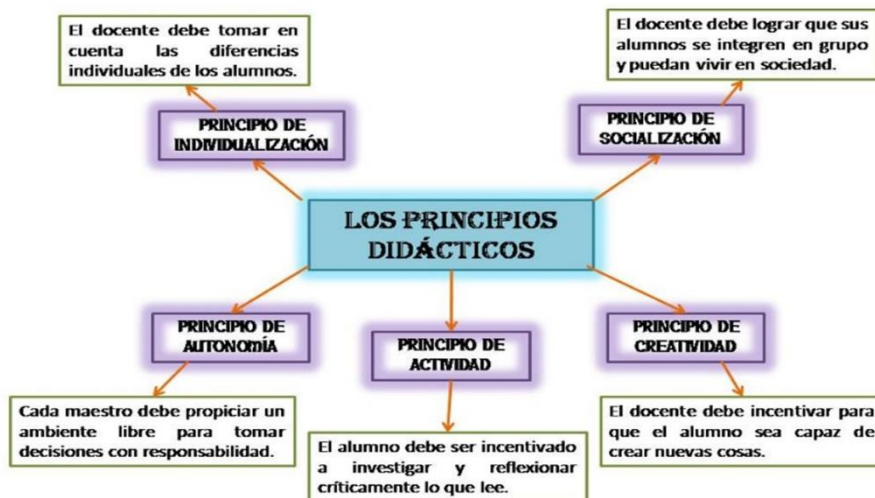 El docente debe tomar en
cuenta las diferencias
individuales de los alumnos.
El docente debe lograr que sus
alumnos se integren en grupo
y puedan vivir en sociedad.
PRINCIPIO DE
INDIVIDUALIZACIÓN
PRINCIPIO DE
SOCIALIZACIÓN
LOS PRINCIPIOS
DIDÁCTICOS
PRINCIPIO DE
AUTONOMÍA
PRINCIPIO DE
ACTIVIDAD
PRINCIPIO DE
CREATIVIDAD
Cada maestro debe propiciar un
ambiente libre para tomar
decisiones con responsabilidad.
El alumno debe ser incentivado
a investigar y reflexionar
críticamente lo que lee.
El docente debe incentivar para
que el alumno sea capaz de
crear nuevas cosas.